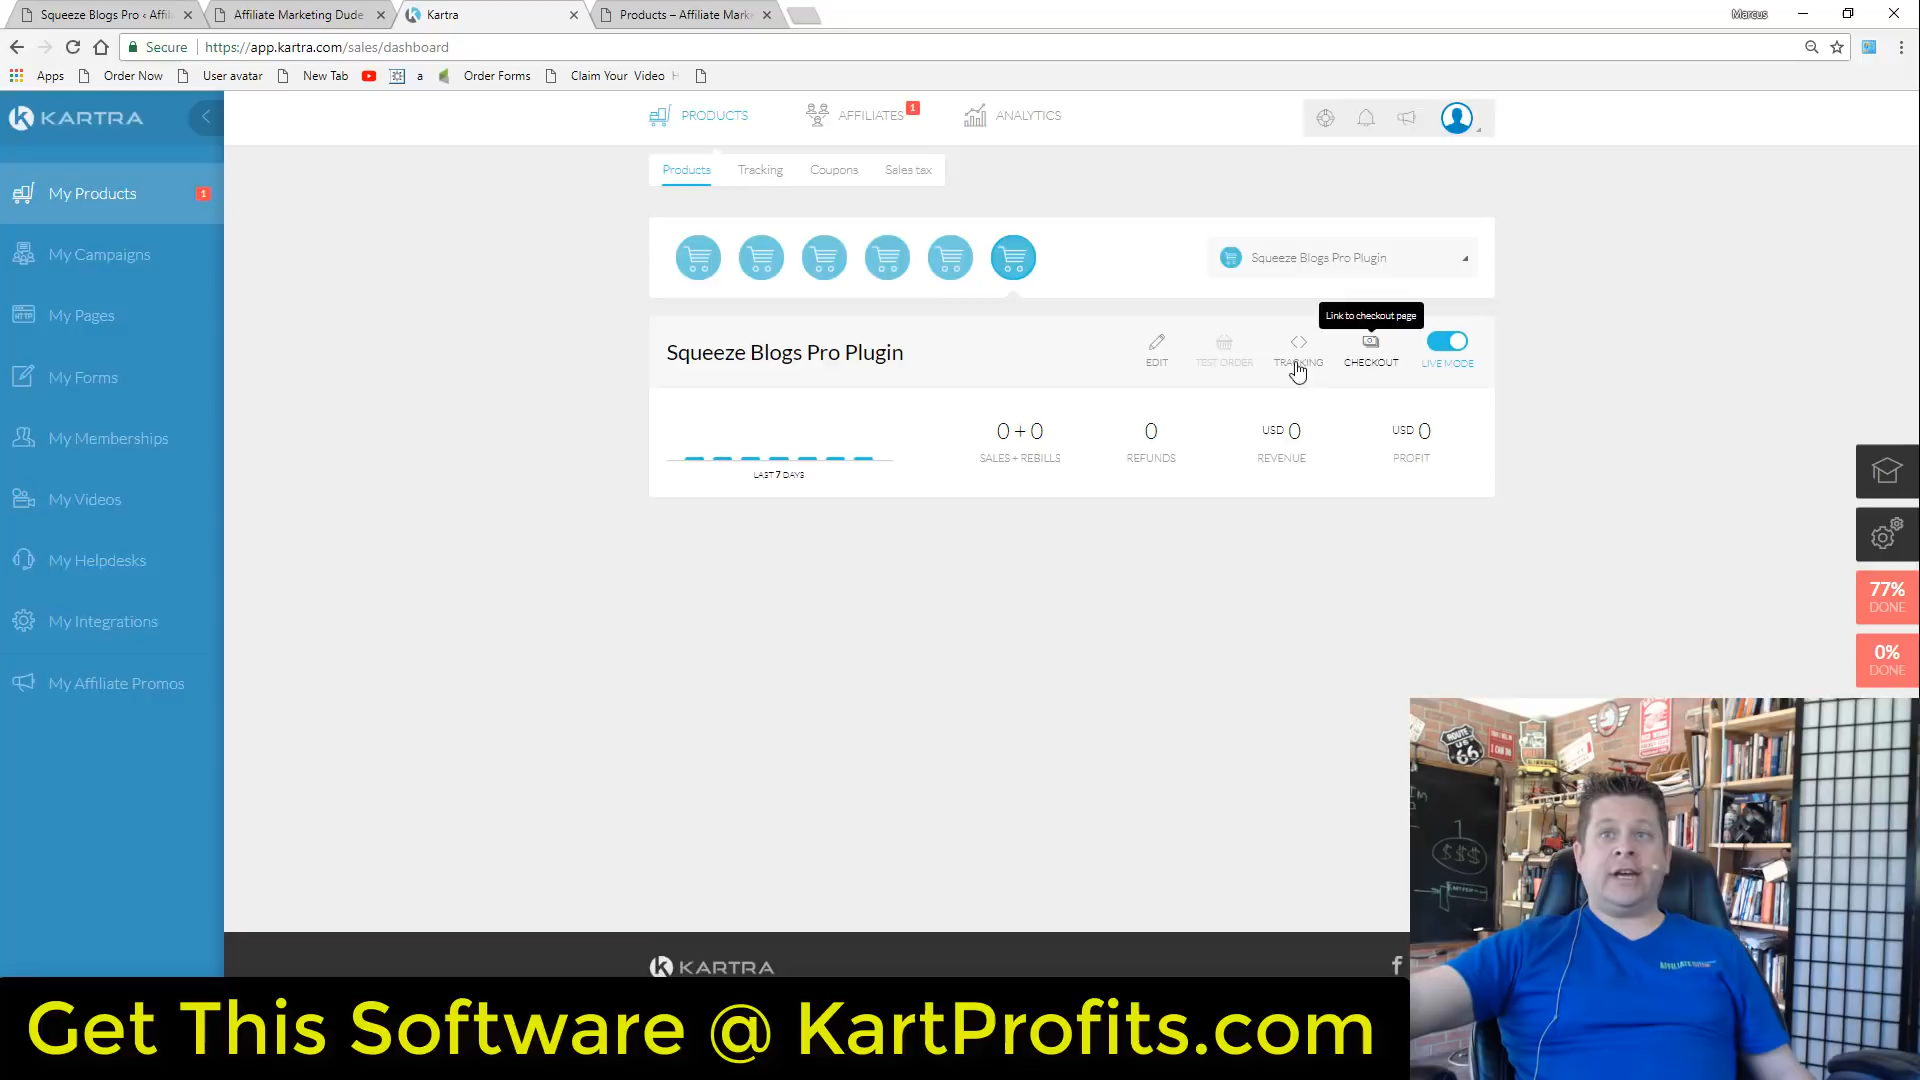 Squeeze Blogs Pro ‹ Affili
Affiliate Marketing Dude
Kartra
Products – Affiliate Mark
Marcus
Secure
https://app.kartra.com/sales/dashboard
Apps
Order Now
User avatar
New Tab
a
Order Forms
Claim Your Video H
KARTRA
PRODUCTS
AFFILIATES
1
ANALYTICS
Products
Tracking
Coupons
Sales tax
My Products
1
My Campaigns
My Pages
My Forms
My Memberships
My Videos
My Helpdesks
My Integrations
My Affiliate Promos
Squeeze Blogs Pro Plugin
Link to checkout page
Squeeze Blogs Pro Plugin
EDIT
TEST ORDER
TRACKING
CHECKOUT
LIVE MODE
LAST 7 DAYS
0 + 0
SALES + REBILLS
0
REFUNDS
USD 0
REVENUE
USD 0
PROFIT
77%
DONE
0%
DONE
KARTRA
ROUTE
US
66
$$$
Get This Software @ KartProfits.com